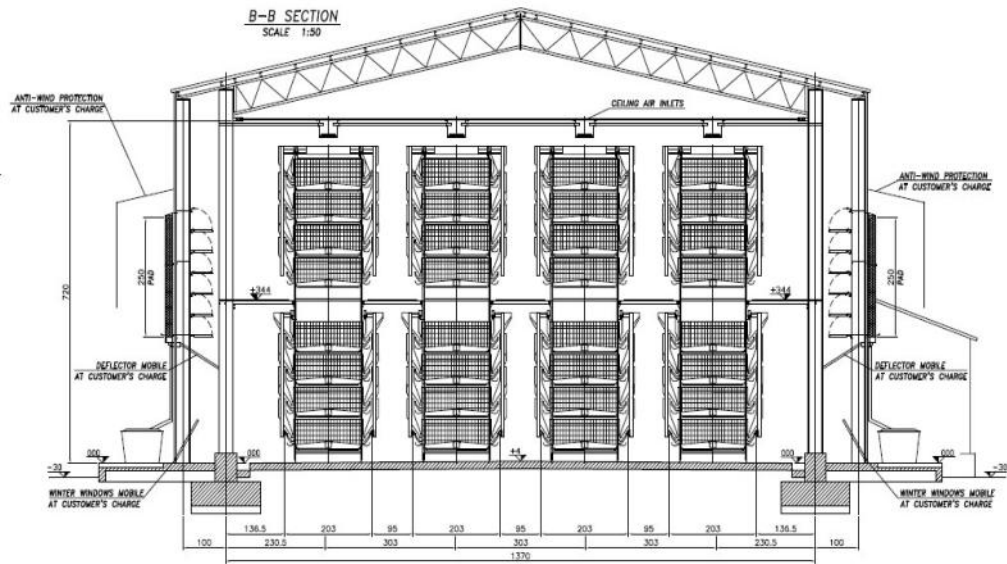 B-B SECTION
SCALE 1:50
ANTI-WIND PROTECTION
AT CUSTOMER'S CHARGE
CEILING AIR INLETS
ANTI-WIND PROTECTION
AT CUSTOMER'S CHARGE
720
250
PAD
+344
+344
250
PAD
DEFLECTOR MOBILE
AT CUSTOMER'S CHARGE
DEFLECTOR MOBILE
AT CUSTOMER'S CHARGE
000
000
+4
000
000
-30
-30
WINTER WINDOWS MOBILE
AT CUSTOMER'S CHARGE
WINTER WINDOWS MOBILE
AT CUSTOMER'S CHARGE
136.5 203 95 203 95 203 95 203 136.5
100 230.5 303 303 303 230.5 100
1370